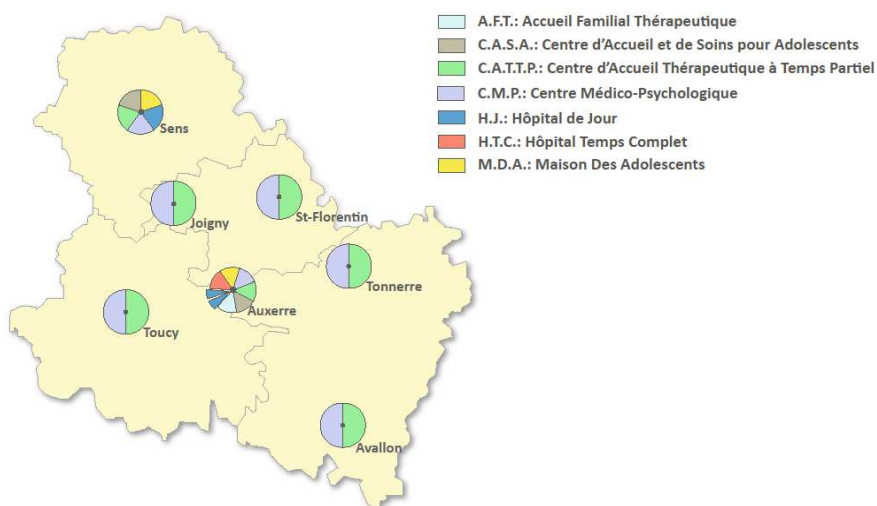 A.F.T.: Accueil Familial Thérapeutique
C.A.S.A.: Centre d'Accueil et de Soins pour Adolescents
C.A.T.T.P.: Centre d'Accueil Thérapeutique à Temps Partiel
C.M.P.: Centre Médico-Psychologique
H.J.: Hôpital de Jour
H.T.C.: Hôpital Temps Complet
M.D.A.: Maison Des Adolescents
Sens
Joigny
St-Florentin
Tonnerre
Auxerre
Toucy
Avallon